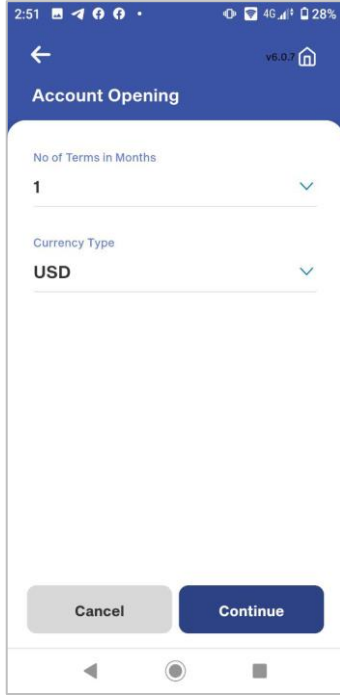 2:51 4G 28%
v6.0.7
Account Opening
No of Terms in Months
1
Currency Type
USD
Cancel Continue